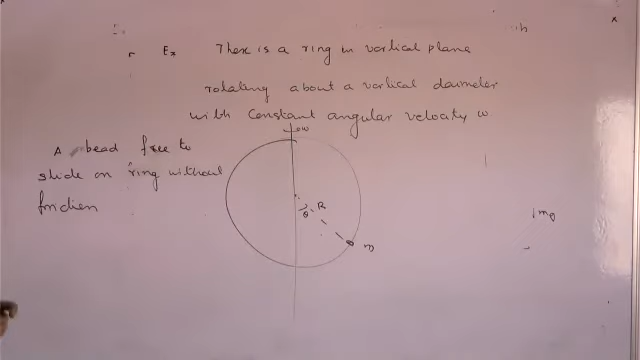 Ex There is a ring in vertical plane
rotating about a vertical daimeter
with constant angular velocity ω
A bead free to
slide on ring without
friction
ω
R
θ
m
mg